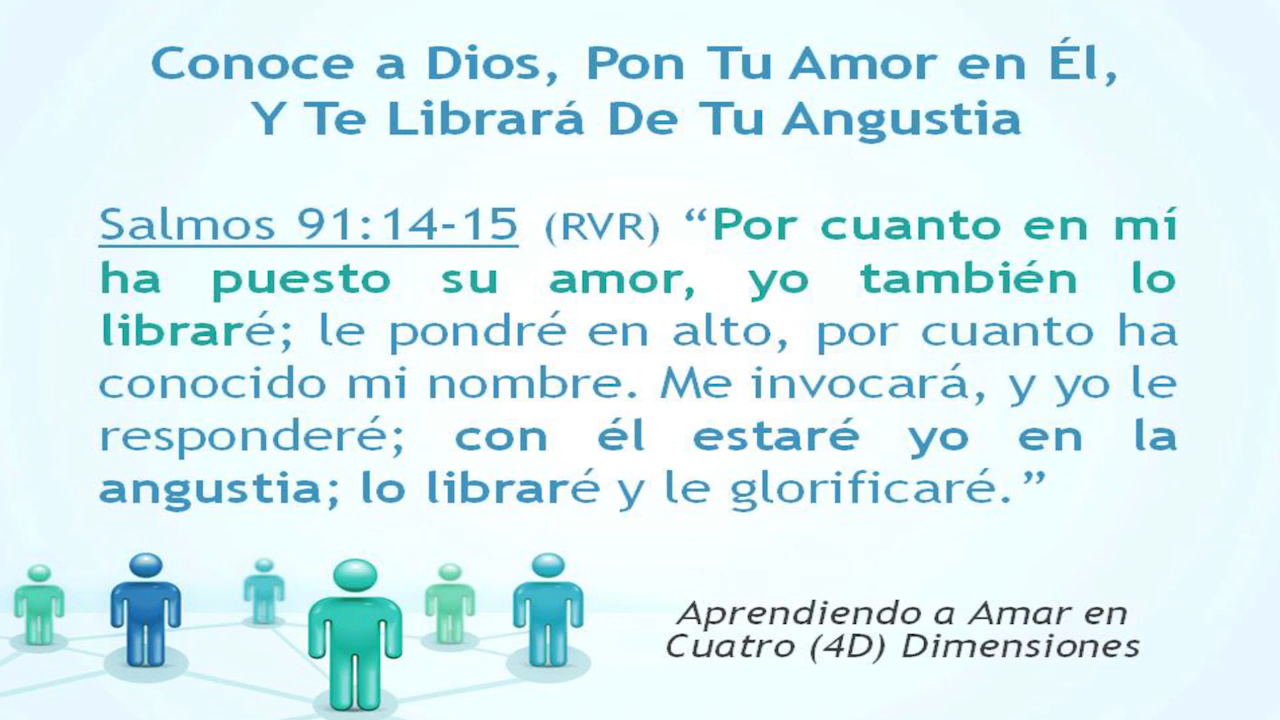 Conoce a Dios, Pon Tu Amor en Él,
Y Te Librará De Tu Angustia
Salmos 91:14-15 (RVR) “Por cuanto en mí
ha puesto su amor, yo también lo
libraré; le pondré en alto, por cuanto ha
conocido mi nombre. Me invocará, y yo le
responderé; con él estaré yo en la
angustia; lo libraré y le glorificaré.”
Aprendiendo a Amar en
Cuatro (4D) Dimensiones